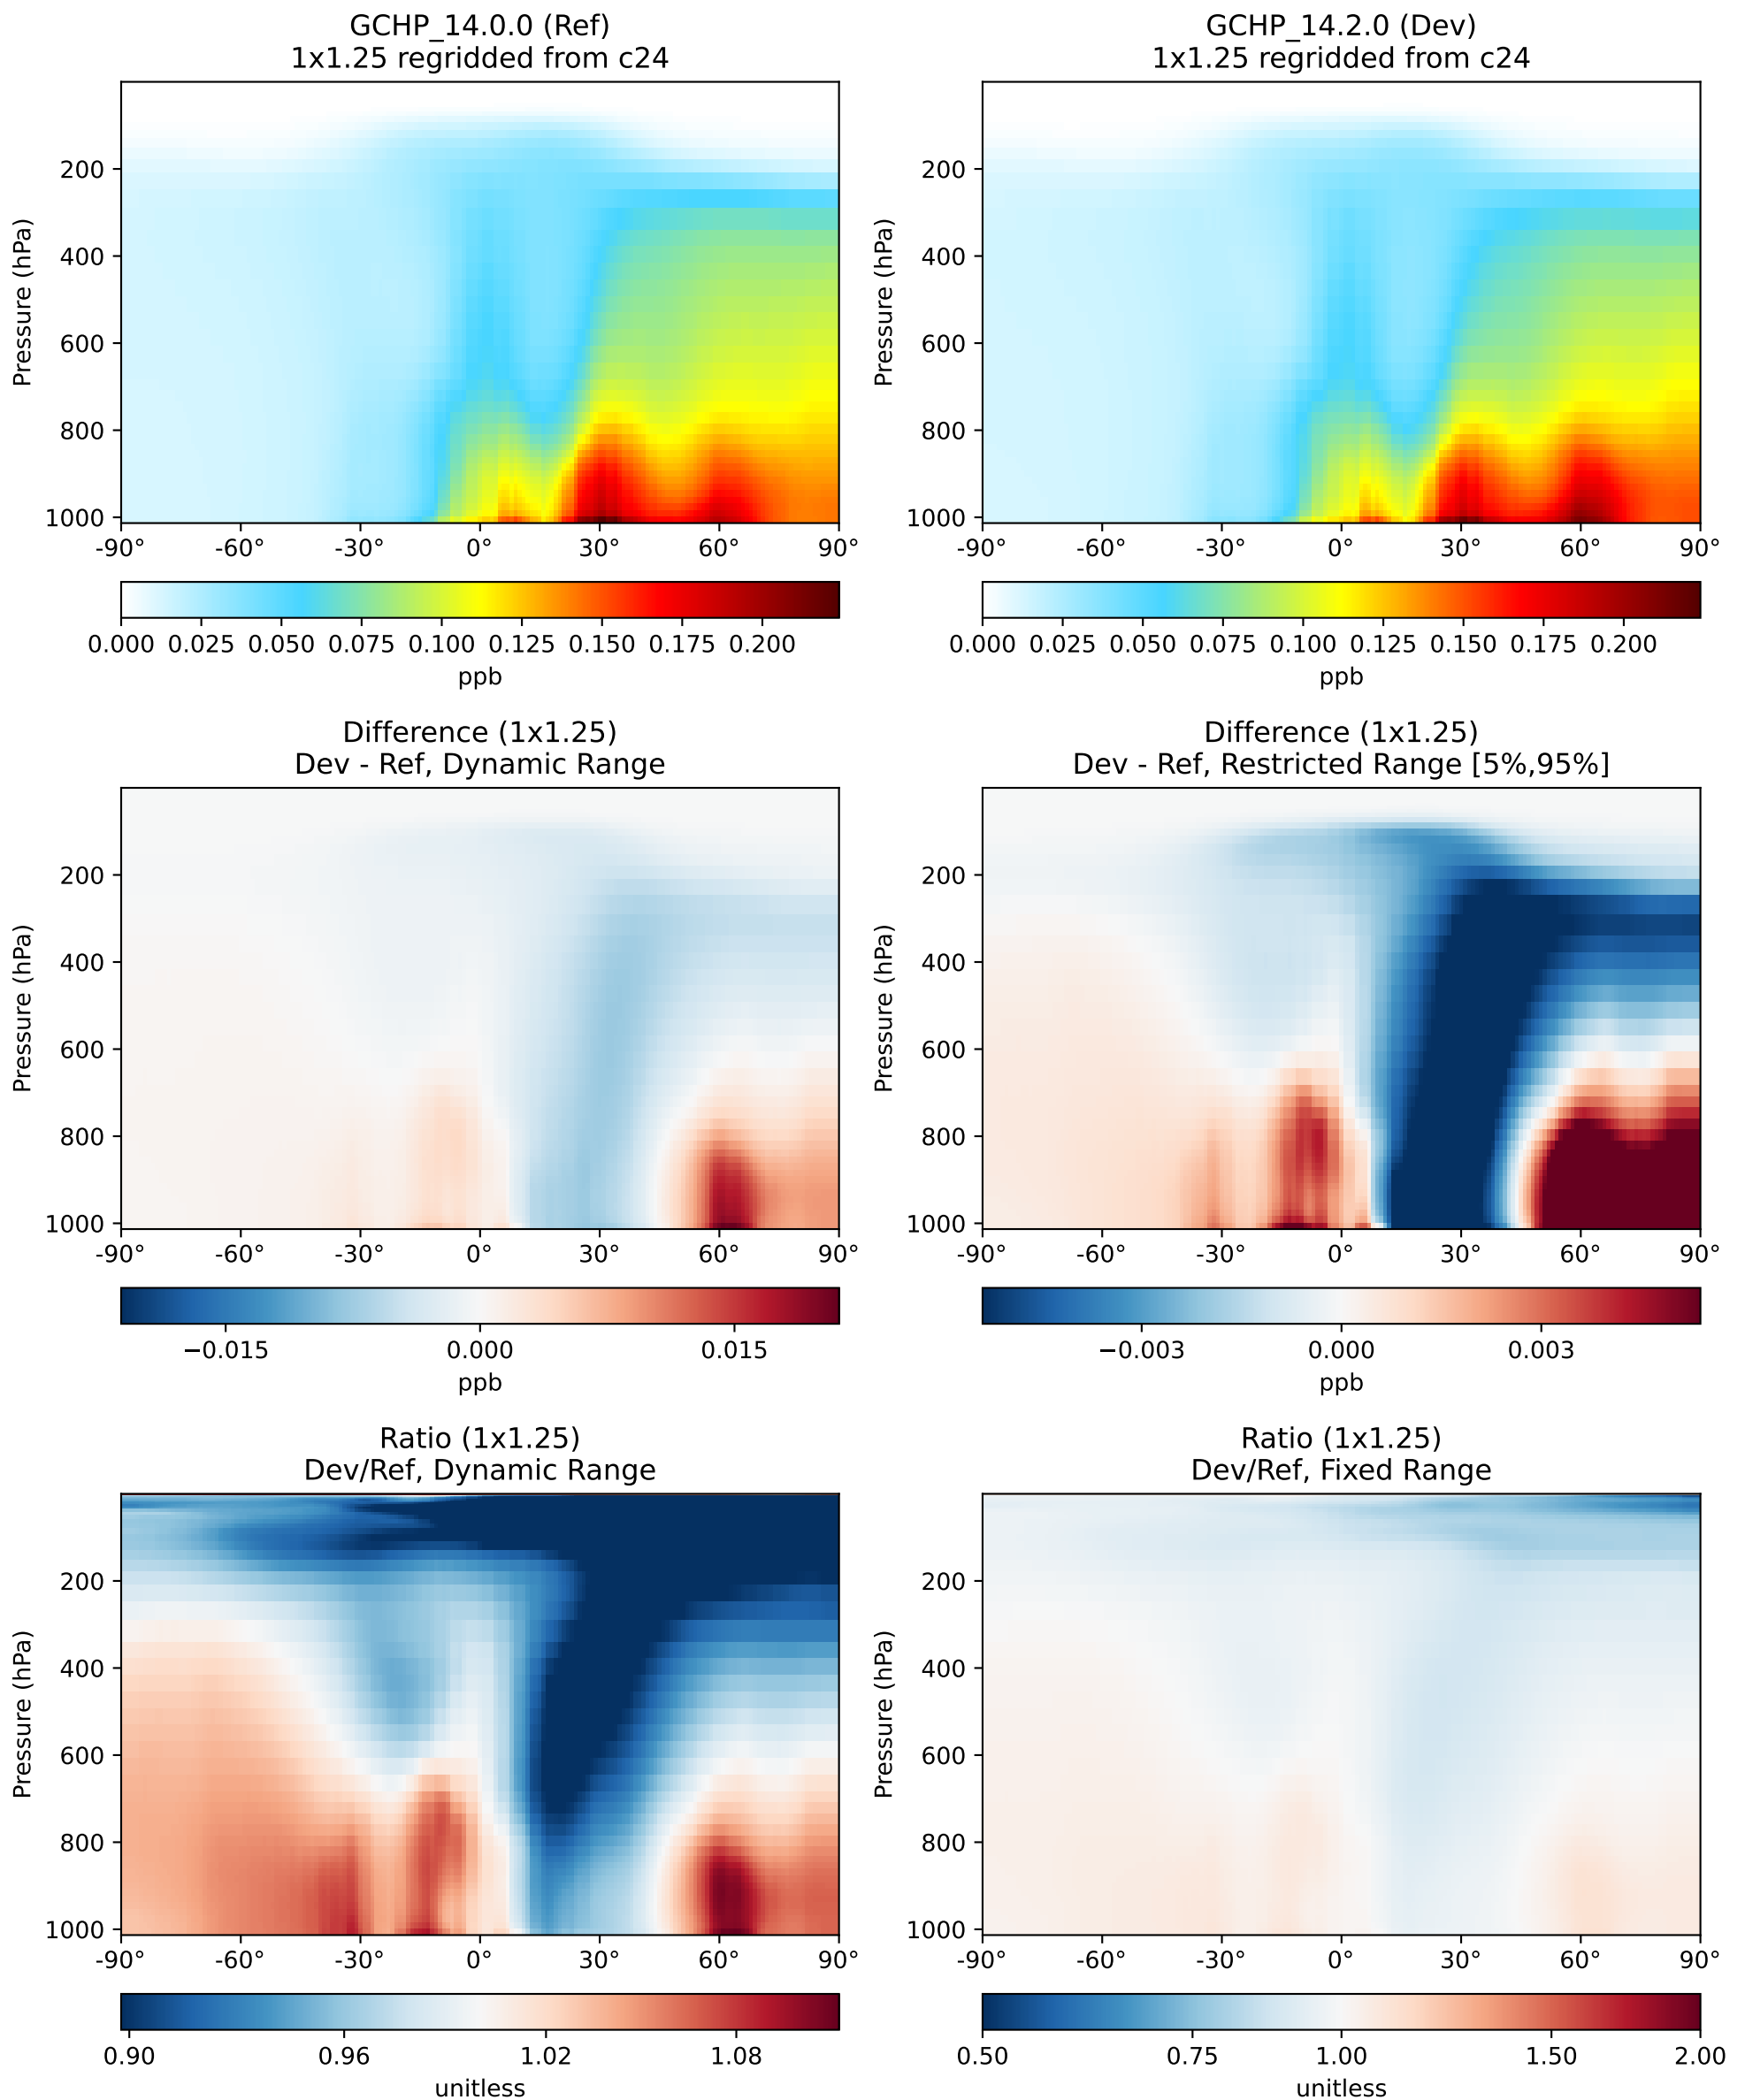 GCHP_14.0.0 (Ref)
1x1.25 regridded from c24
Pressure (hPa)
200
400
600
800
1000
-90° -60° -30° 0° 30° 60° 90°
0.000 0.025 0.050 0.075 0.100 0.125 0.150 0.175 0.200
ppb
GCHP_14.2.0 (Dev)
1x1.25 regridded from c24
Pressure (hPa)
200
400
600
800
1000
-90° -60° -30° 0° 30° 60° 90°
0.000 0.025 0.050 0.075 0.100 0.125 0.150 0.175 0.200
ppb
Difference (1x1.25)
Dev - Ref, Dynamic Range
Pressure (hPa)
200
400
600
800
1000
-90° -60° -30° 0° 30° 60° 90°
−0.015 0.000 0.015
ppb
Difference (1x1.25)
Dev - Ref, Restricted Range [5%,95%]
Pressure (hPa)
200
400
600
800
1000
-90° -60° -30° 0° 30° 60° 90°
−0.003 0.000 0.003
ppb
Ratio (1x1.25)
Dev/Ref, Dynamic Range
Pressure (hPa)
200
400
600
800
1000
-90° -60° -30° 0° 30° 60° 90°
0.90 0.96 1.02 1.08
unitless
Ratio (1x1.25)
Dev/Ref, Fixed Range
Pressure (hPa)
200
400
600
800
1000
-90° -60° -30° 0° 30° 60° 90°
0.50 0.75 1.00 1.50 2.00
unitless